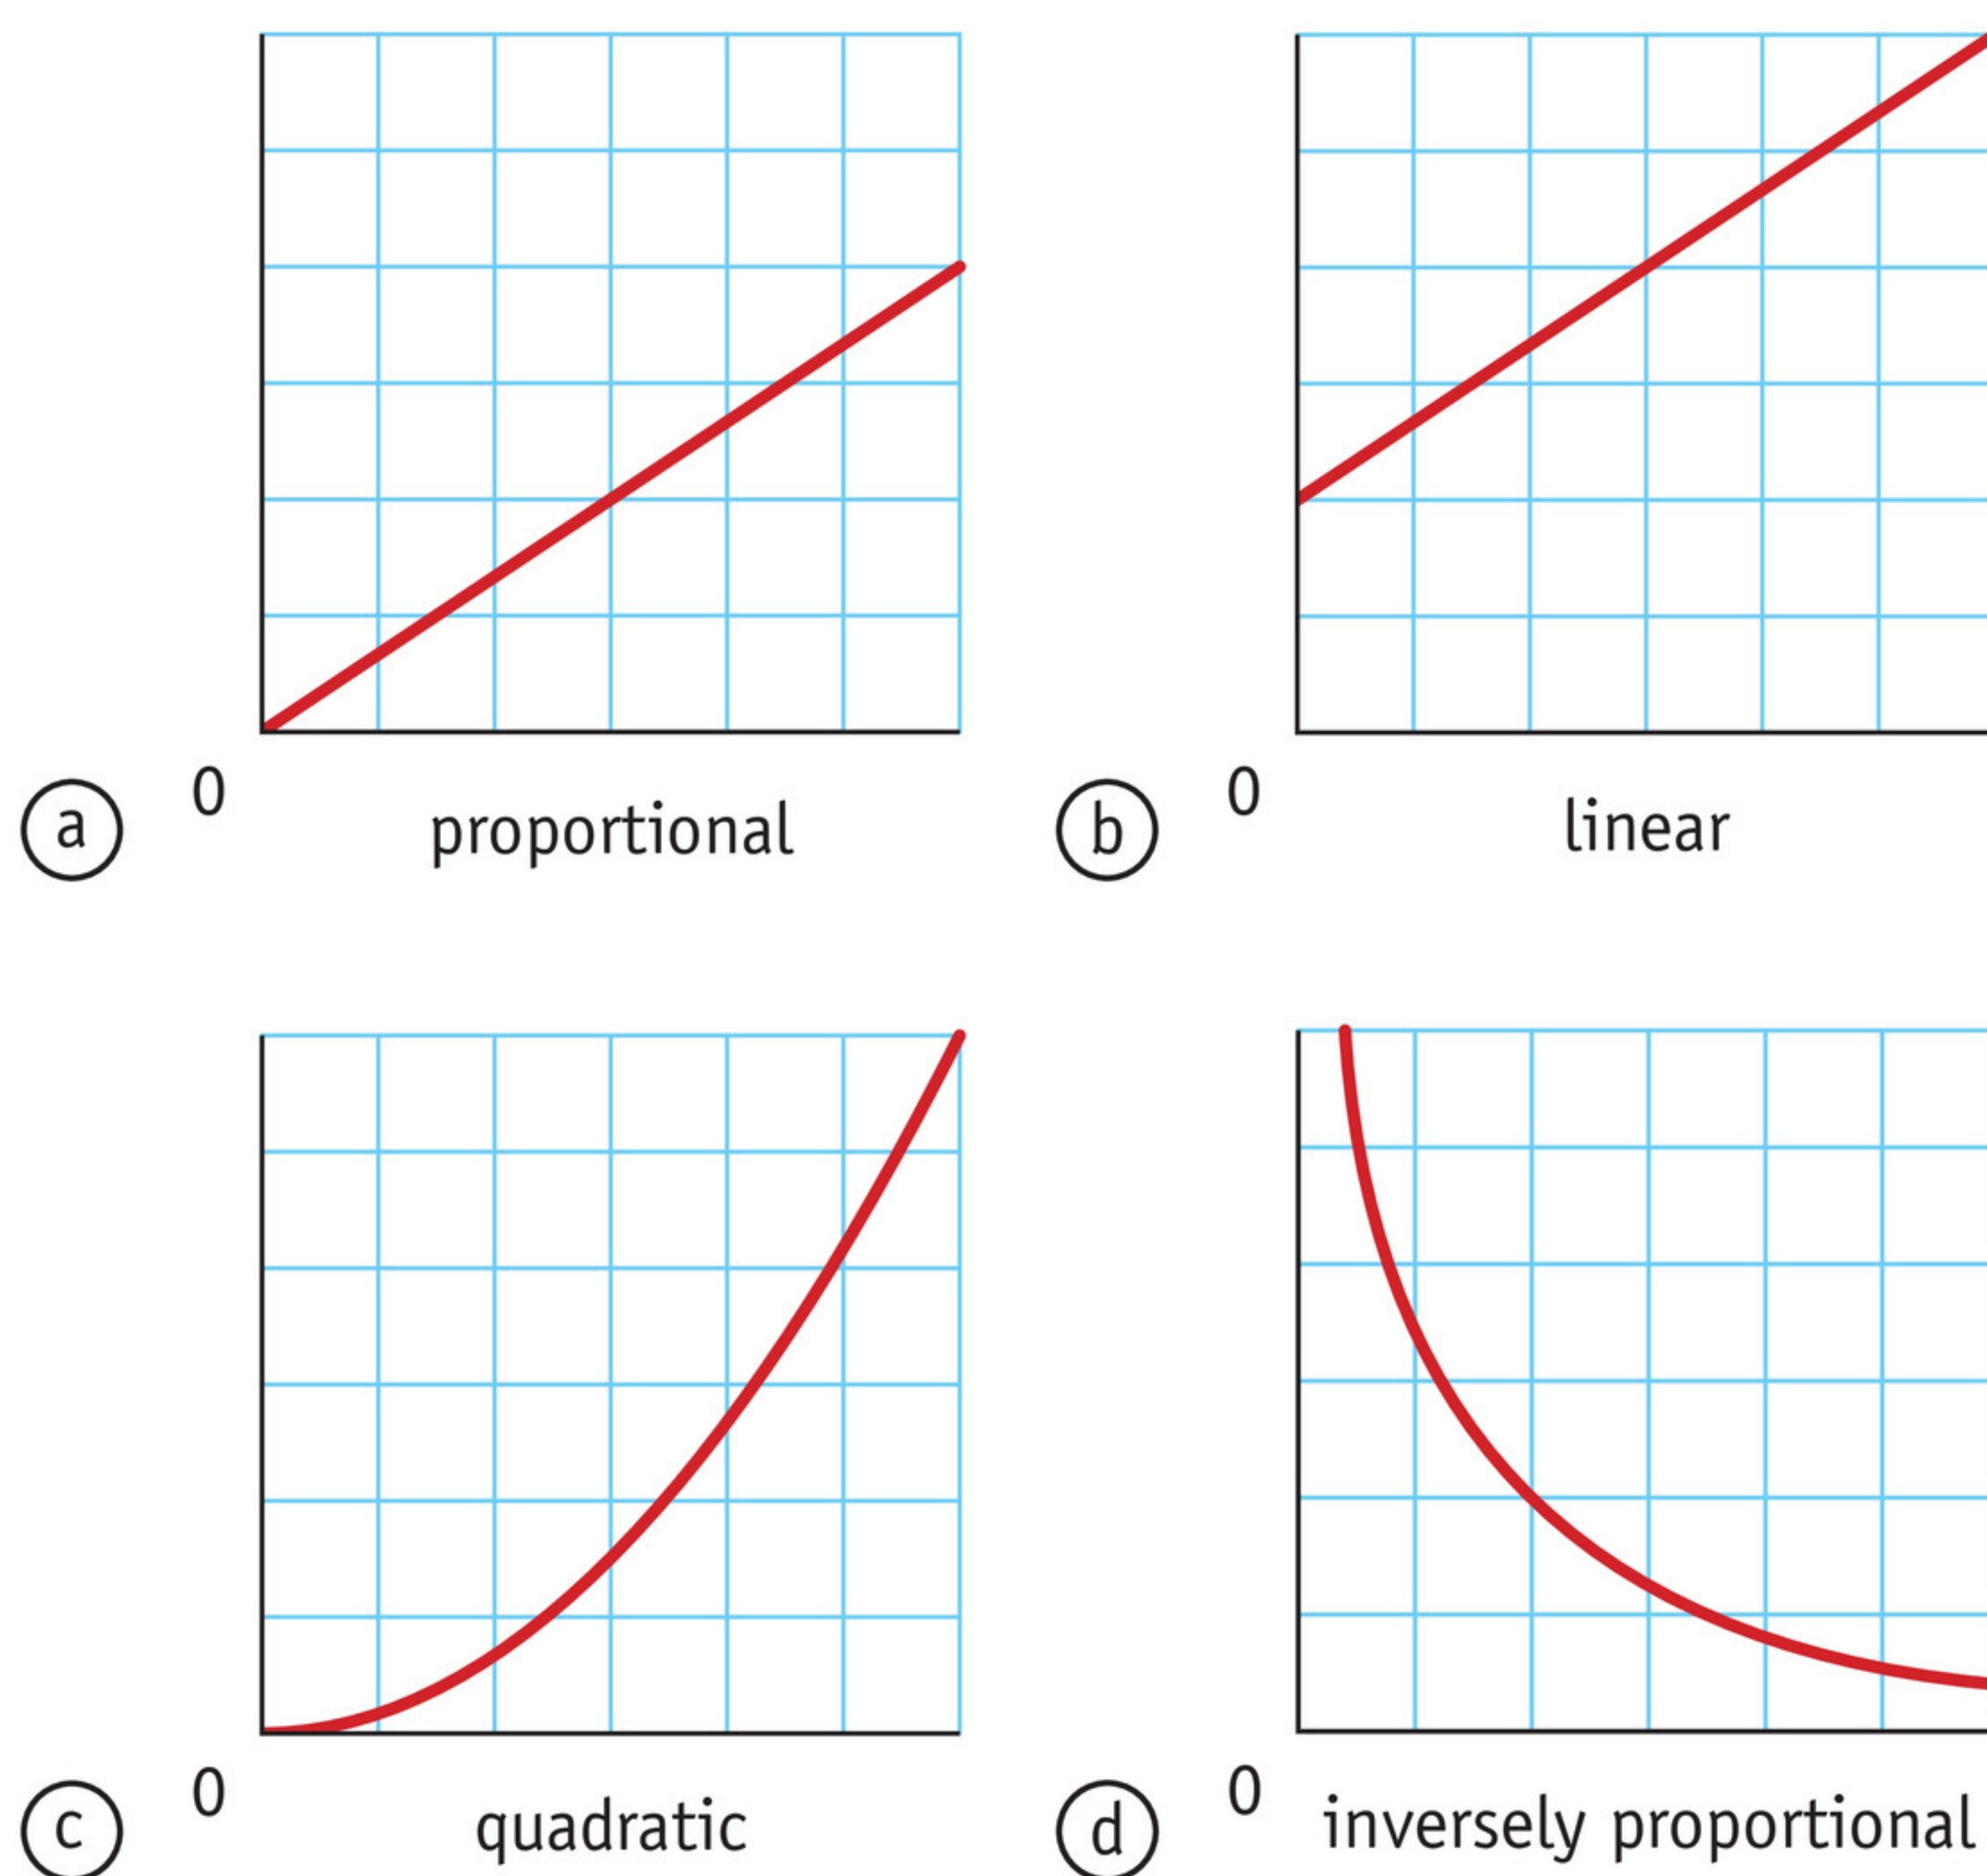 0
0
a
proportional
b
linear
0
0
c
quadratic
d
inversely proportional